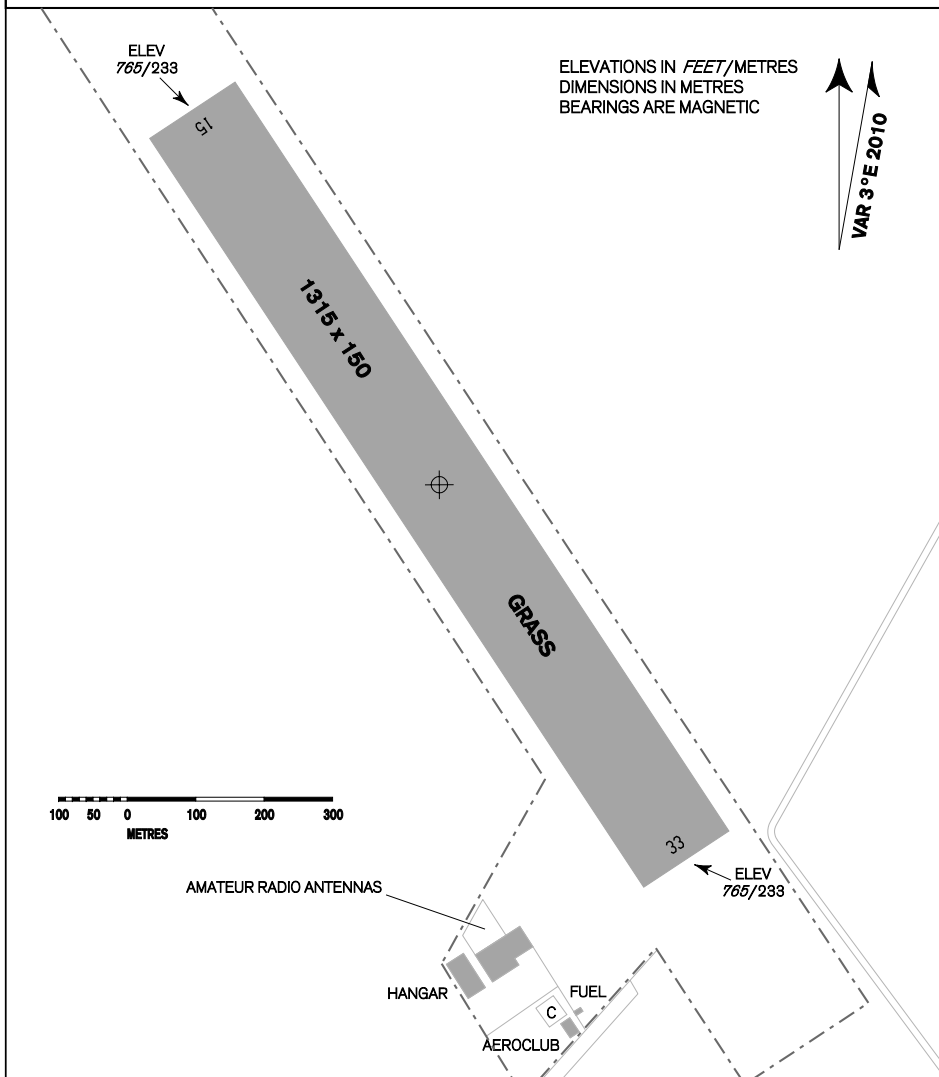 ELEV
765/233
ELEVATIONS IN FEET/METRES
DIMENSIONS IN METRES
BEARINGS ARE MAGNETIC
VAR 3°E 2010
15
1315 x 150
GRASS
100 50 0 100 200 300
METRES
33
ELEV
765/233
AMATEUR RADIO ANTENNAS
HANGAR
FUEL
C
AEROCLUB